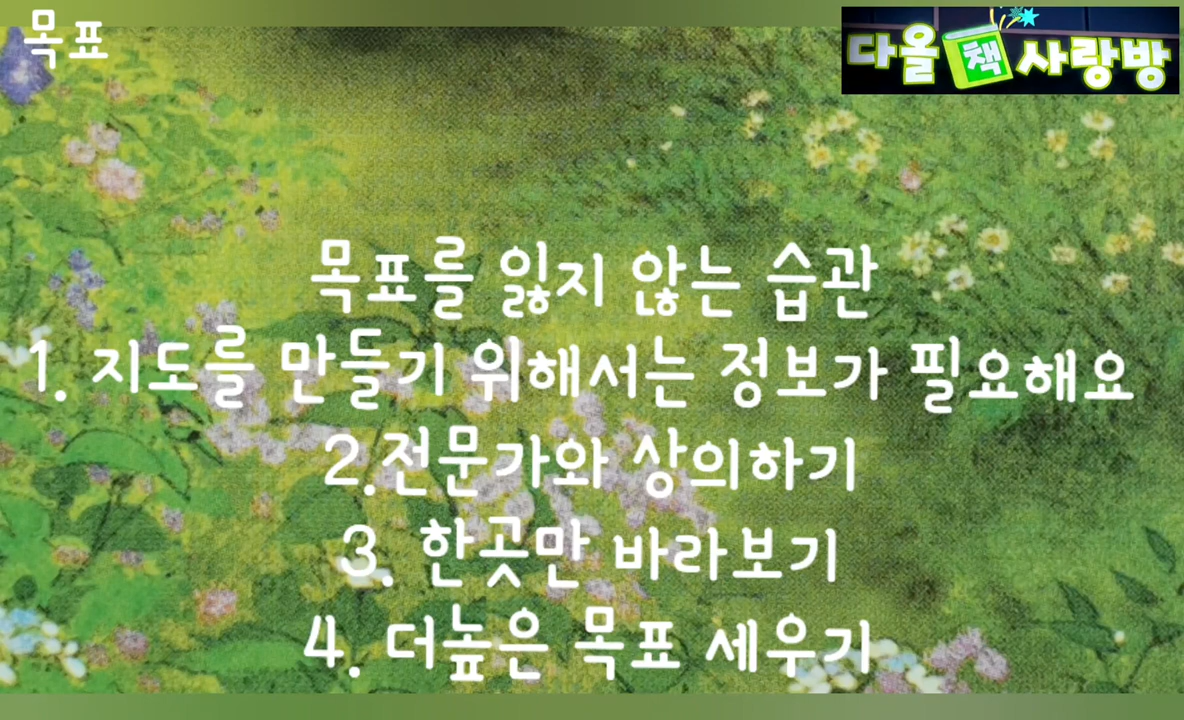 목표
다올 책 사랑방
목표를 잃지 않는 습관
1. 지도를 만들기 위해서는 정보가 필요해요
2.전문가와 상의하기
3. 한곳만 바라보기
4. 더높은 목표 세우기